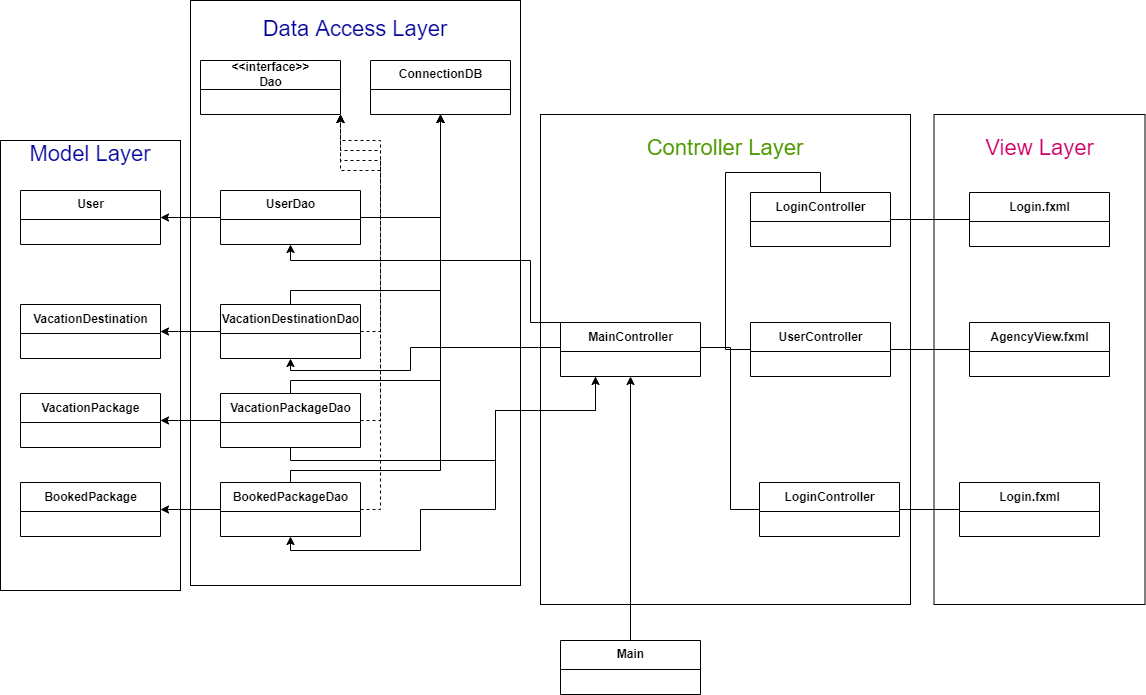 Data Access Layer
<<interface>>
Dao
ConnectionDB
Model Layer
User
UserDao
VacationDestination
VacationDestinationDao
VacationPackage
VacationPackageDao
BookedPackage
BookedPackageDao
Controller Layer
LoginController
MainController
UserController
LoginController
View Layer
Login.fxml
AgencyView.fxml
Login.fxml
Main